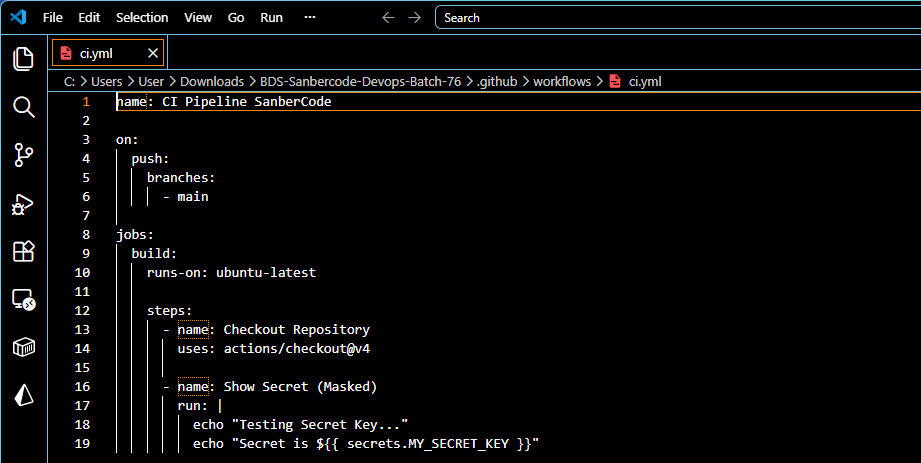 File Edit Selection View Go Run ··· Search
ci.yml
C: > Users > User > Downloads > BDS-Sanbercode-Devops-Batch-76 > .github > workflows > ci.yml
1 name: CI Pipeline SanberCode
2
3 on:
4   push:
5     branches:
6       - main
7
8 jobs:
9   build:
10     runs-on: ubuntu-latest
11
12     steps:
13       - name: Checkout Repository
14         uses: actions/checkout@v4
15
16       - name: Show Secret (Masked)
17         run: |
18           echo "Testing Secret Key..."
19           echo "Secret is ${{ secrets.MY_SECRET_KEY }}"